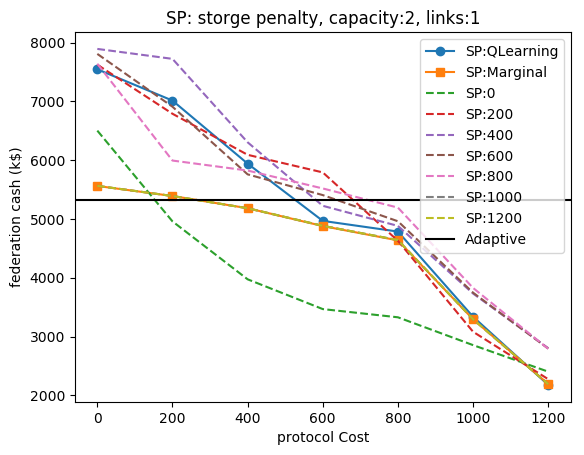 SP: storge penalty, capacity:2, links:1
federation cash (k$)
8000
7000
6000
5000
4000
3000
2000
SP:QLearning
SP:Marginal
SP:0
SP:200
SP:400
SP:600
SP:800
SP:1000
SP:1200
Adaptive
0 200 400 600 800 1000 1200
protocol Cost